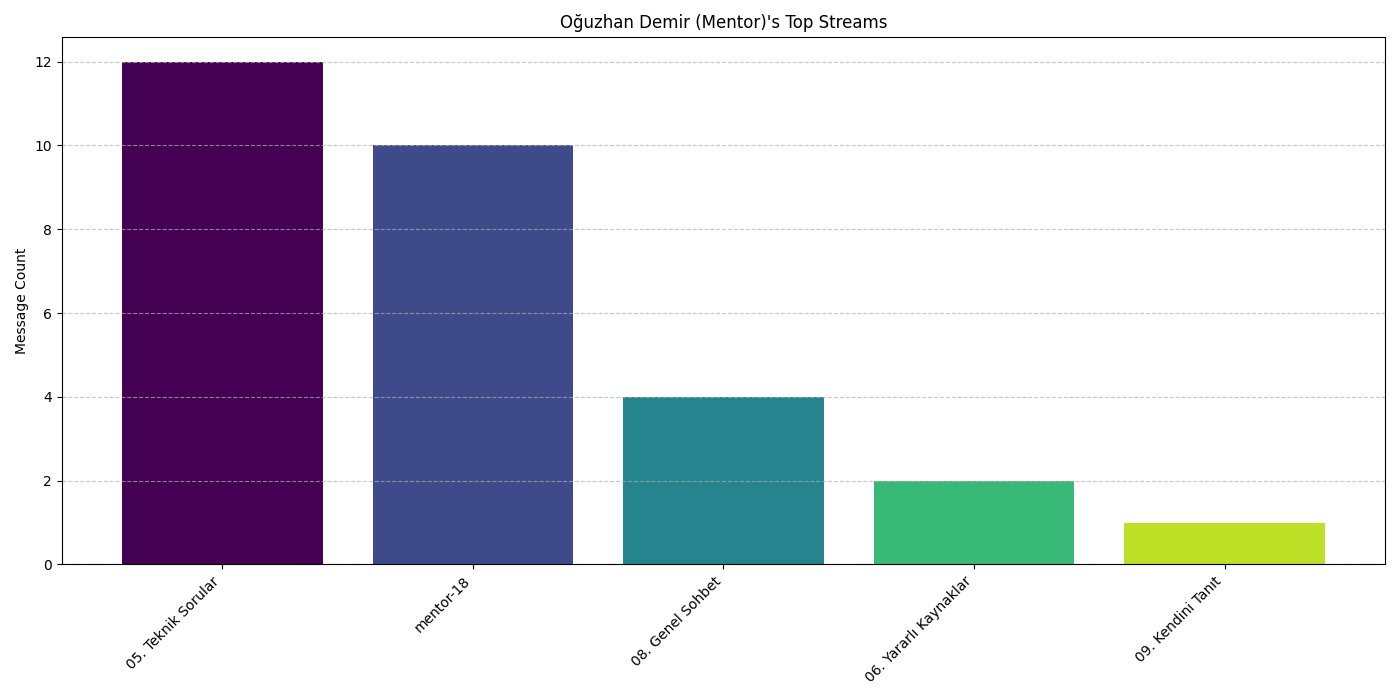 Oğuzhan Demir (Mentor)'s Top Streams
Message Count
12
10
8
6
4
2
0
05. Teknik Sorular
mentor-18
08. Genel Sohbet
06. Yararlı Kaynaklar
09. Kendini Tanıt